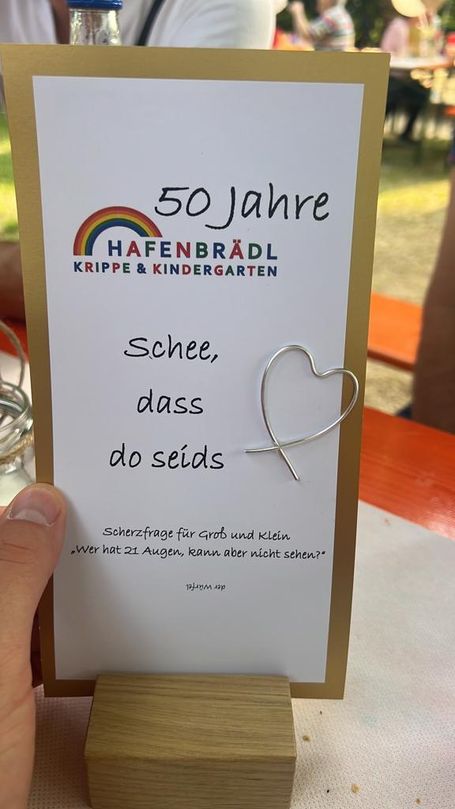 50 Jahre
HAFENBRÄDL
KRIPPE & KINDERGARTEN
Schee,
dass
do seids
Scherzfrage für Groß und Klein
„Wer hat 21 Augen, kann aber nicht sehen?“
der Würfel